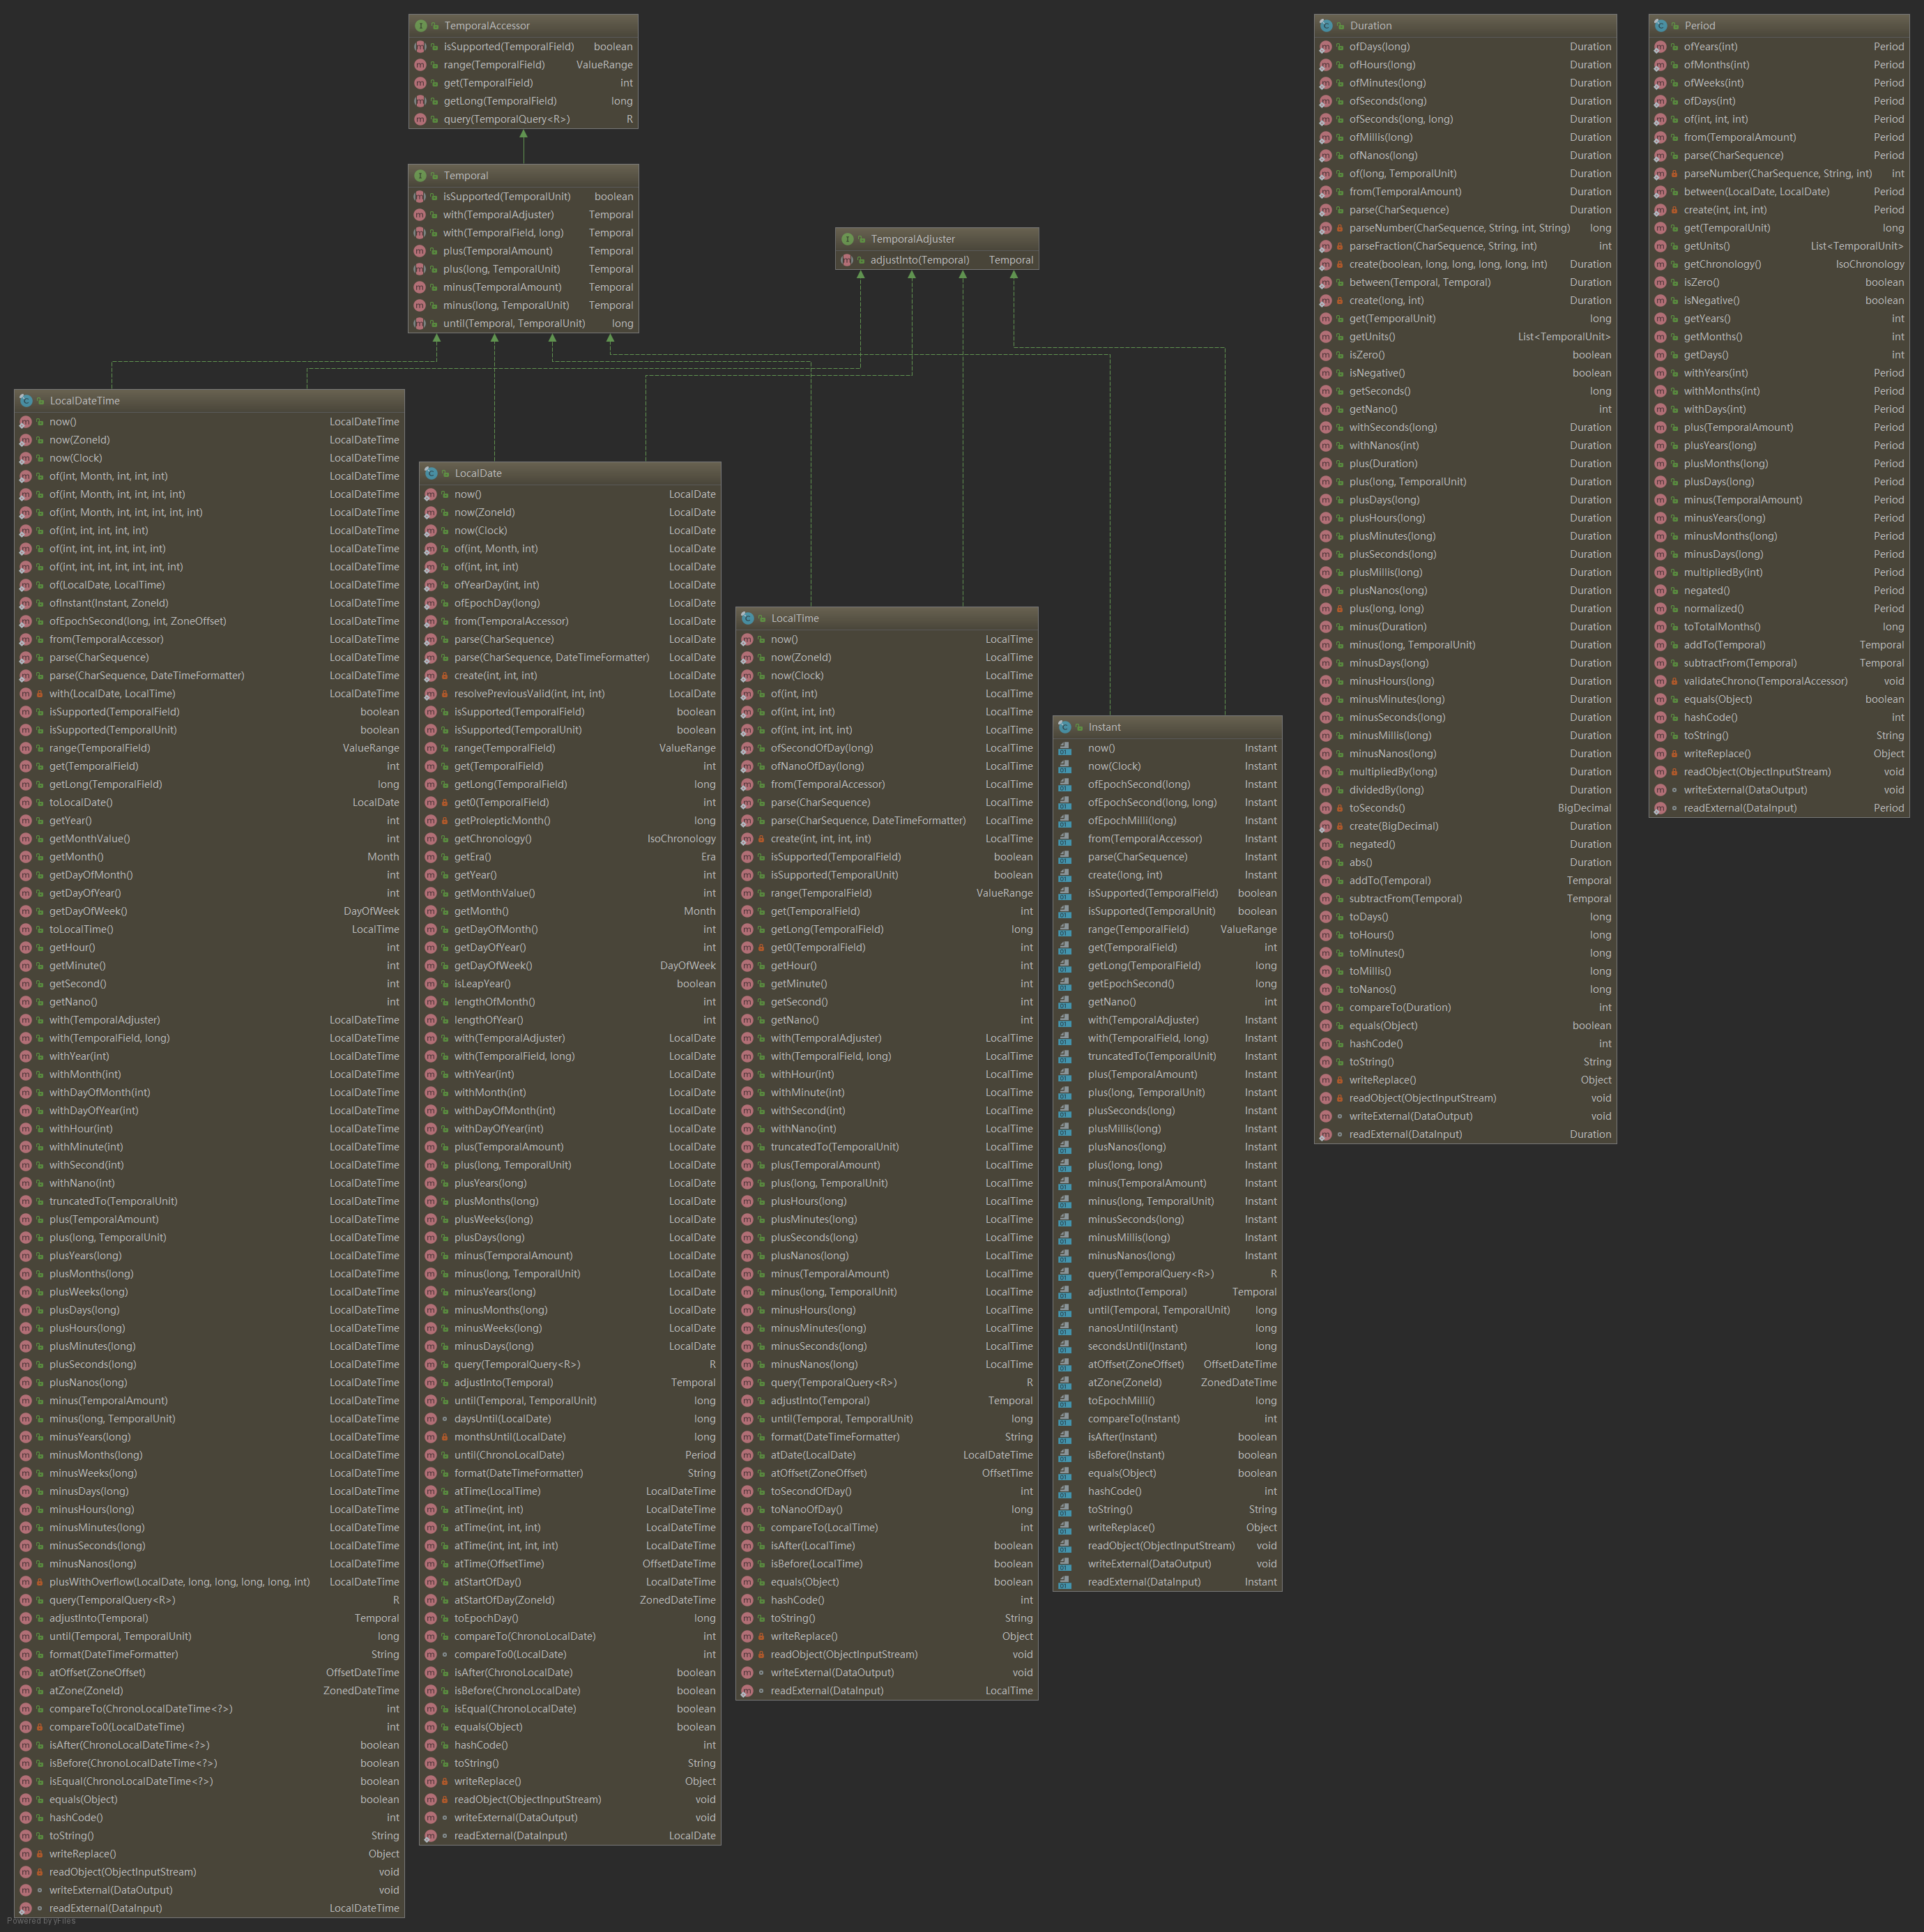 TemporalAccessor
isSupported(TemporalField) boolean
range(TemporalField) ValueRange
get(TemporalField) int
getLong(TemporalField) long
query(TemporalQuery<R>) R
Temporal
isSupported(TemporalUnit) boolean
with(TemporalAdjuster) Temporal
with(TemporalField, long) Temporal
plus(TemporalAmount) Temporal
plus(long, TemporalUnit) Temporal
minus(TemporalAmount) Temporal
minus(long, TemporalUnit) Temporal
until(Temporal, TemporalUnit) long
TemporalAdjuster
adjustInto(Temporal) Temporal
LocalDateTime
now() LocalDateTime
now(ZoneId) LocalDateTime
now(Clock) LocalDateTime
of(int, Month, int, int, int) LocalDateTime
of(int, Month, int, int, int, int) LocalDateTime
of(int, Month, int, int, int, int, int) LocalDateTime
of(int, int, int, int, int) LocalDateTime
of(int, int, int, int, int, int) LocalDateTime
of(int, int, int, int, int, int, int) LocalDateTime
of(LocalDate, LocalTime) LocalDateTime
ofInstant(Instant, ZoneId) LocalDateTime
ofEpochSecond(long, int, ZoneOffset) LocalDateTime
from(TemporalAccessor) LocalDateTime
parse(CharSequence) LocalDateTime
parse(CharSequence, DateTimeFormatter) LocalDateTime
with(LocalDate, LocalTime) LocalDateTime
isSupported(TemporalField) boolean
isSupported(TemporalUnit) boolean
range(TemporalField) ValueRange
get(TemporalField) int
getLong(TemporalField) long
toLocalDate() LocalDate
getYear() int
getMonthValue() int
getMonth() Month
getDayOfMonth() int
getDayOfYear() int
getDayOfWeek() DayOfWeek
toLocalTime() LocalTime
getHour() int
getMinute() int
getSecond() int
getNano() int
with(TemporalAdjuster) LocalDateTime
with(TemporalField, long) LocalDateTime
withYear(int) LocalDateTime
withMonth(int) LocalDateTime
withDayOfMonth(int) LocalDateTime
withDayOfYear(int) LocalDateTime
withHour(int) LocalDateTime
withMinute(int) LocalDateTime
withSecond(int) LocalDateTime
withNano(int) LocalDateTime
truncatedTo(TemporalUnit) LocalDateTime
plus(TemporalAmount) LocalDateTime
plus(long, TemporalUnit) LocalDateTime
plusYears(long) LocalDateTime
plusMonths(long) LocalDateTime
plusWeeks(long) LocalDateTime
plusDays(long) LocalDateTime
plusHours(long) LocalDateTime
plusMinutes(long) LocalDateTime
plusSeconds(long) LocalDateTime
plusNanos(long) LocalDateTime
minus(TemporalAmount) LocalDateTime
minus(long, TemporalUnit) LocalDateTime
minusYears(long) LocalDateTime
minusMonths(long) LocalDateTime
minusWeeks(long) LocalDateTime
minusDays(long) LocalDateTime
minusHours(long) LocalDateTime
minusMinutes(long) LocalDateTime
minusSeconds(long) LocalDateTime
minusNanos(long) LocalDateTime
plusWithOverflow(LocalDate, long, long, long, long, int) LocalDateTime
query(TemporalQuery<R>) R
adjustInto(Temporal) Temporal
until(Temporal, TemporalUnit) long
format(DateTimeFormatter) String
atOffset(ZoneOffset) OffsetDateTime
atZone(ZoneId) ZonedDateTime
compareTo(ChronoLocalDateTime<?>) int
compareTo0(LocalDateTime) int
isAfter(ChronoLocalDateTime<?>) boolean
isBefore(ChronoLocalDateTime<?>) boolean
isEqual(ChronoLocalDateTime<?>) boolean
equals(Object) boolean
hashCode() int
toString() String
writeReplace() Object
readObject(ObjectInputStream) void
writeExternal(DataOutput) void
readExternal(DataInput) LocalDateTime
LocalDate
now() LocalDate
now(ZoneId) LocalDate
now(Clock) LocalDate
of(int, Month, int) LocalDate
of(int, int, int) LocalDate
ofYearDay(int, int) LocalDate
ofEpochDay(long) LocalDate
from(TemporalAccessor) LocalDate
parse(CharSequence) LocalDate
parse(CharSequence, DateTimeFormatter) LocalDate
create(int, int, int) LocalDate
resolvePreviousValid(int, int, int) LocalDate
isSupported(TemporalField) boolean
isSupported(TemporalUnit) boolean
range(TemporalField) ValueRange
get(TemporalField) int
getLong(TemporalField) long
get0(TemporalField) int
getProlepticMonth() long
getChronology() IsoChronology
getEra() Era
getYear() int
getMonthValue() int
getMonth() Month
getDayOfMonth() int
getDayOfYear() int
getDayOfWeek() DayOfWeek
isLeapYear() boolean
lengthOfMonth() int
lengthOfYear() int
with(TemporalAdjuster) LocalDate
with(TemporalField, long) LocalDate
withYear(int) LocalDate
withMonth(int) LocalDate
withDayOfMonth(int) LocalDate
withDayOfYear(int) LocalDate
plus(TemporalAmount) LocalDate
plus(long, TemporalUnit) LocalDate
plusYears(long) LocalDate
plusMonths(long) LocalDate
plusWeeks(long) LocalDate
plusDays(long) LocalDate
minus(TemporalAmount) LocalDate
minus(long, TemporalUnit) LocalDate
minusYears(long) LocalDate
minusMonths(long) LocalDate
minusWeeks(long) LocalDate
minusDays(long) LocalDate
query(TemporalQuery<R>) R
adjustInto(Temporal) Temporal
until(Temporal, TemporalUnit) long
daysUntil(LocalDate) long
monthsUntil(LocalDate) long
until(ChronoLocalDate) Period
format(DateTimeFormatter) String
atTime(LocalTime) LocalDateTime
atTime(int, int) LocalDateTime
atTime(int, int, int) LocalDateTime
atTime(int, int, int, int) LocalDateTime
atTime(OffsetTime) OffsetDateTime
atStartOfDay() LocalDateTime
atStartOfDay(ZoneId) ZonedDateTime
toEpochDay() long
compareTo(ChronoLocalDate) int
compareTo0(LocalDate) int
isAfter(ChronoLocalDate) boolean
isBefore(ChronoLocalDate) boolean
isEqual(ChronoLocalDate) boolean
equals(Object) boolean
hashCode() int
toString() String
writeReplace() Object
readObject(ObjectInputStream) void
writeExternal(DataOutput) void
readExternal(DataInput) LocalDate
LocalTime
now() LocalTime
now(ZoneId) LocalTime
now(Clock) LocalTime
of(int, int) LocalTime
of(int, int, int) LocalTime
of(int, int, int, int) LocalTime
ofSecondOfDay(long) LocalTime
ofNanoOfDay(long) LocalTime
from(TemporalAccessor) LocalTime
parse(CharSequence) LocalTime
parse(CharSequence, DateTimeFormatter) LocalTime
create(int, int, int, int) LocalTime
isSupported(TemporalField) boolean
isSupported(TemporalUnit) boolean
range(TemporalField) ValueRange
get(TemporalField) int
getLong(TemporalField) long
get0(TemporalField) int
getHour() int
getMinute() int
getSecond() int
getNano() int
with(TemporalAdjuster) LocalTime
with(TemporalField, long) LocalTime
withHour(int) LocalTime
withMinute(int) LocalTime
withSecond(int) LocalTime
withNano(int) LocalTime
truncatedTo(TemporalUnit) LocalTime
plus(TemporalAmount) LocalTime
plus(long, TemporalUnit) LocalTime
plusHours(long) LocalTime
plusMinutes(long) LocalTime
plusSeconds(long) LocalTime
plusNanos(long) LocalTime
minus(TemporalAmount) LocalTime
minus(long, TemporalUnit) LocalTime
minusHours(long) LocalTime
minusMinutes(long) LocalTime
minusSeconds(long) LocalTime
minusNanos(long) LocalTime
query(TemporalQuery<R>) R
adjustInto(Temporal) Temporal
until(Temporal, TemporalUnit) long
format(DateTimeFormatter) String
atDate(LocalDate) LocalDateTime
atOffset(ZoneOffset) OffsetTime
toSecondOfDay() int
toNanoOfDay() long
compareTo(LocalTime) int
isAfter(LocalTime) boolean
isBefore(LocalTime) boolean
equals(Object) boolean
hashCode() int
toString() String
writeReplace() Object
readObject(ObjectInputStream) void
writeExternal(DataOutput) void
readExternal(DataInput) LocalTime
Instant
now() Instant
now(Clock) Instant
ofEpochSecond(long) Instant
ofEpochSecond(long, long) Instant
ofEpochMilli(long) Instant
from(TemporalAccessor) Instant
parse(CharSequence) Instant
create(long, int) Instant
isSupported(TemporalField) boolean
isSupported(TemporalUnit) boolean
range(TemporalField) ValueRange
get(TemporalField) int
getLong(TemporalField) long
getEpochSecond() long
getNano() int
with(TemporalAdjuster) Instant
with(TemporalField, long) Instant
truncatedTo(TemporalUnit) Instant
plus(TemporalAmount) Instant
plus(long, TemporalUnit) Instant
plusSeconds(long) Instant
plusMillis(long) Instant
plusNanos(long) Instant
plus(long, long) Instant
minus(TemporalAmount) Instant
minus(long, TemporalUnit) Instant
minusSeconds(long) Instant
minusMillis(long) Instant
minusNanos(long) Instant
query(TemporalQuery<R>) R
adjustInto(Temporal) Temporal
until(Temporal, TemporalUnit) long
nanosUntil(Instant) long
secondsUntil(Instant) long
atOffset(ZoneOffset) OffsetDateTime
atZone(ZoneId) ZonedDateTime
toEpochMilli() long
compareTo(Instant) int
isAfter(Instant) boolean
isBefore(Instant) boolean
equals(Object) boolean
hashCode() int
toString() String
writeReplace() Object
readObject(ObjectInputStream) void
writeExternal(DataOutput) void
readExternal(DataInput) Instant
Duration
ofDays(long) Duration
ofHours(long) Duration
ofMinutes(long) Duration
ofSeconds(long) Duration
ofSeconds(long, long) Duration
ofMillis(long) Duration
ofNanos(long) Duration
of(long, TemporalUnit) Duration
from(TemporalAmount) Duration
parse(CharSequence) Duration
parseNumber(CharSequence, String, int, String) long
parseFraction(CharSequence, String, int) int
create(boolean, long, long, long, long, int) Duration
between(Temporal, Temporal) Duration
create(long, int) Duration
get(TemporalUnit) long
getUnits() List<TemporalUnit>
isZero() boolean
isNegative() boolean
getSeconds() long
getNano() int
withSeconds(long) Duration
withNanos(int) Duration
plus(Duration) Duration
plus(long, TemporalUnit) Duration
plusDays(long) Duration
plusHours(long) Duration
plusMinutes(long) Duration
plusSeconds(long) Duration
plusMillis(long) Duration
plusNanos(long) Duration
plus(long, long) Duration
minus(Duration) Duration
minus(long, TemporalUnit) Duration
minusDays(long) Duration
minusHours(long) Duration
minusMinutes(long) Duration
minusSeconds(long) Duration
minusMillis(long) Duration
minusNanos(long) Duration
multipliedBy(long) Duration
dividedBy(long) Duration
toSeconds() BigDecimal
create(BigDecimal) Duration
negated() Duration
abs() Duration
addTo(Temporal) Temporal
subtractFrom(Temporal) Temporal
toDays() long
toHours() long
toMinutes() long
toMillis() long
toNanos() long
compareTo(Duration) int
equals(Object) boolean
hashCode() int
toString() String
writeReplace() Object
readObject(ObjectInputStream) void
writeExternal(DataOutput) void
readExternal(DataInput) Duration
Period
ofYears(int) Period
ofMonths(int) Period
ofWeeks(int) Period
ofDays(int) Period
of(int, int, int) Period
from(TemporalAmount) Period
parse(CharSequence) Period
parseNumber(CharSequence, String, int) int
between(LocalDate, LocalDate) Period
create(int, int, int) Period
get(TemporalUnit) long
getUnits() List<TemporalUnit>
getChronology() IsoChronology
isZero() boolean
isNegative() boolean
getYears() int
getMonths() int
getDays() int
withYears(int) Period
withMonths(int) Period
withDays(int) Period
plus(TemporalAmount) Period
plusYears(long) Period
plusMonths(long) Period
plusDays(long) Period
minus(TemporalAmount) Period
minusYears(long) Period
minusMonths(long) Period
minusDays(long) Period
multipliedBy(int) Period
negated() Period
normalized() Period
toTotalMonths() long
addTo(Temporal) Temporal
subtractFrom(Temporal) Temporal
validateChrono(TemporalAccessor) void
equals(Object) boolean
hashCode() int
toString() String
writeReplace() Object
readObject(ObjectInputStream) void
writeExternal(DataOutput) void
readExternal(DataInput) Period
Powered by yFiles